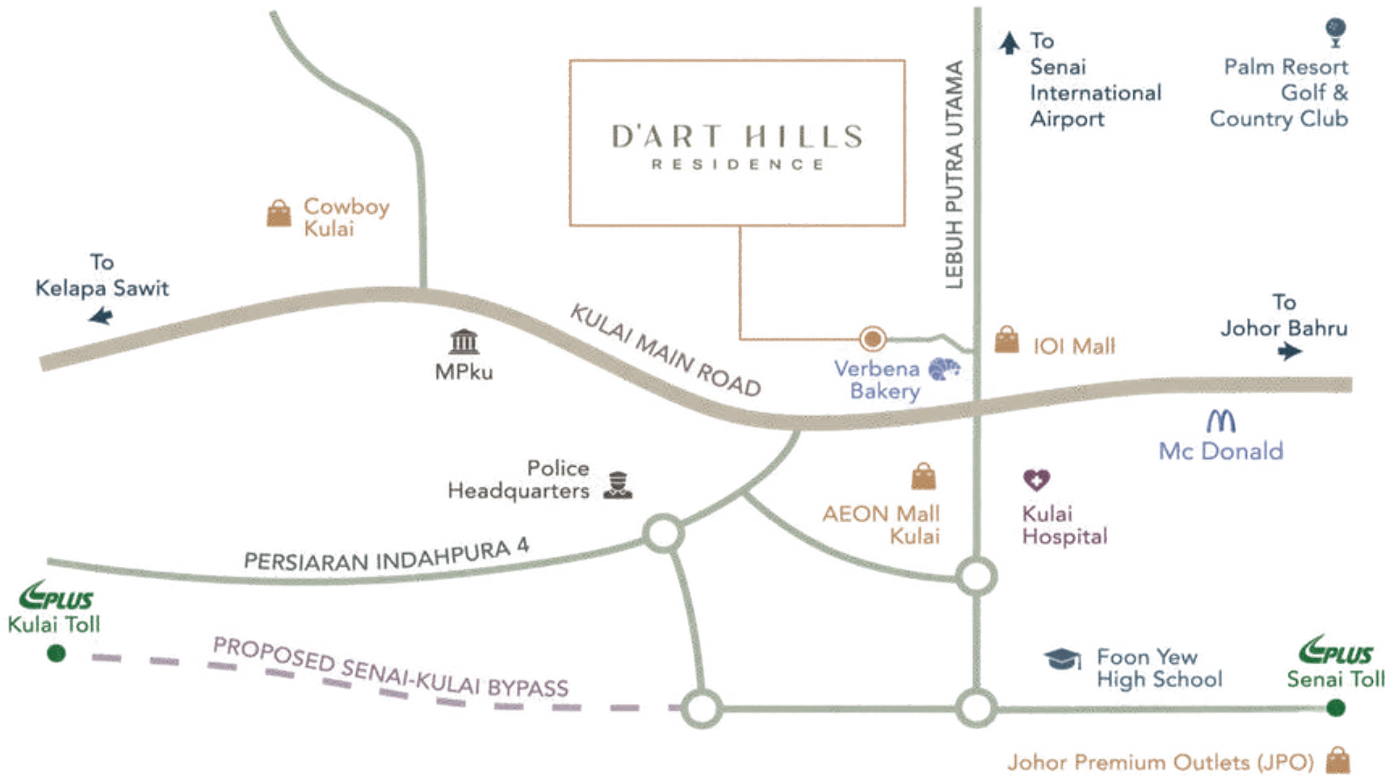 To
Senai
International
Airport
Palm Resort
Golf &
Country Club
D'ART HILLS
RESIDENCE
LEBUH PUTRA UTAMA
Cowboy
Kulai
To
Kelapa Sawit
KULAI MAIN ROAD
To
Johor Bahru
IOI Mall
MPku
Verbena
Bakery
Mc Donald
Police
Headquarters
AEON Mall
Kulai
Kulai
Hospital
PERSIARAN INDAHPURA 4
PLUS
Kulai Toll
PROPOSED SENAI-KULAI BYPASS
Foon Yew
High School
PLUS
Senai Toll
Johor Premium Outlets (JPO)